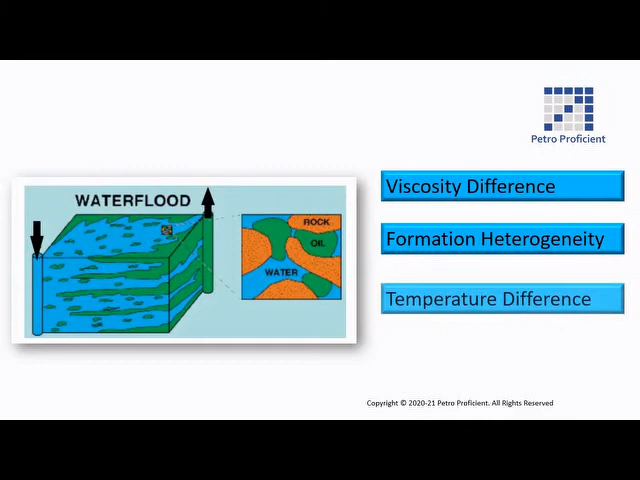 Petro Proficient
WATERFLOOD
ROCK
OIL
WATER
Viscosity Difference
Formation Heterogeneity
Temperature Difference
Copyright © 2020-21 Petro Proficient. All Rights Reserved